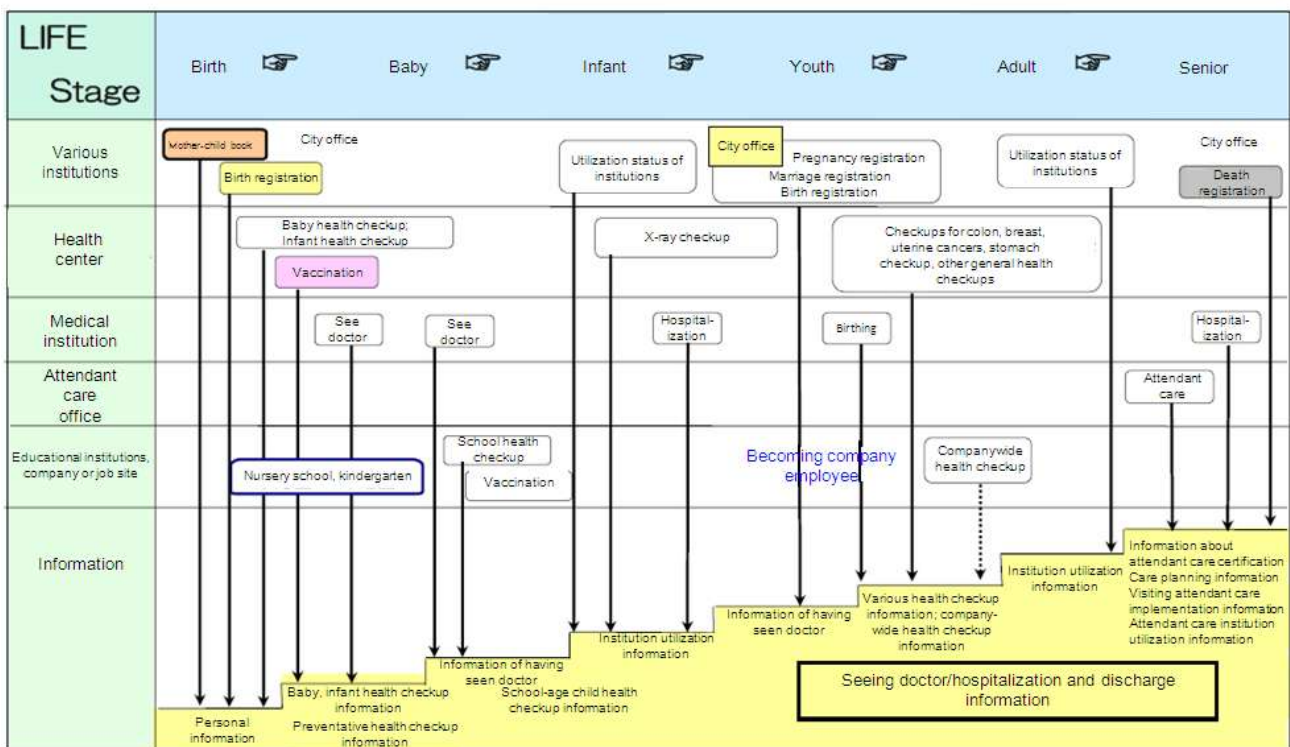 LIFE
Stage
Birth
Baby
Infant
Youth
Adult
Senior
Various
institutions
Mother-child book
City office
Birth registration
Utilization status of
institutions
City office
Pregnancy registration
Marriage registration
Birth registration
Utilization status of
institutions
City office
Death
registration
Health
center
Baby health checkup;
Infant health checkup
Vaccination
X-ray checkup
Checkups for colon, breast,
uterine cancers, stomach
checkup, other general health
checkups
Medical
institution
See
doctor
See
doctor
Hospital-
ization
Birthing
Hospital-
ization
Attendant
care
office
Attendant
care
Educational institutions,
company or job site
Nursery school, kindergarten
School health
checkup
Vaccination
Becoming company
employee
Companywide
health checkup
Information
Personal
information
Baby, infant health checkup
information
Preventative health checkup
information
Information of having
seen doctor
School-age child health
checkup information
Institution utilization
information
Information of having
seen doctor
Various health checkup
information; company-
wide health checkup
information
Institution utilization
information
Information about
attendant care certification
Care planning information
Visiting attendant care
implementation information
Attendant care institution
utilization information
Seeing doctor/hospitalization and discharge
information